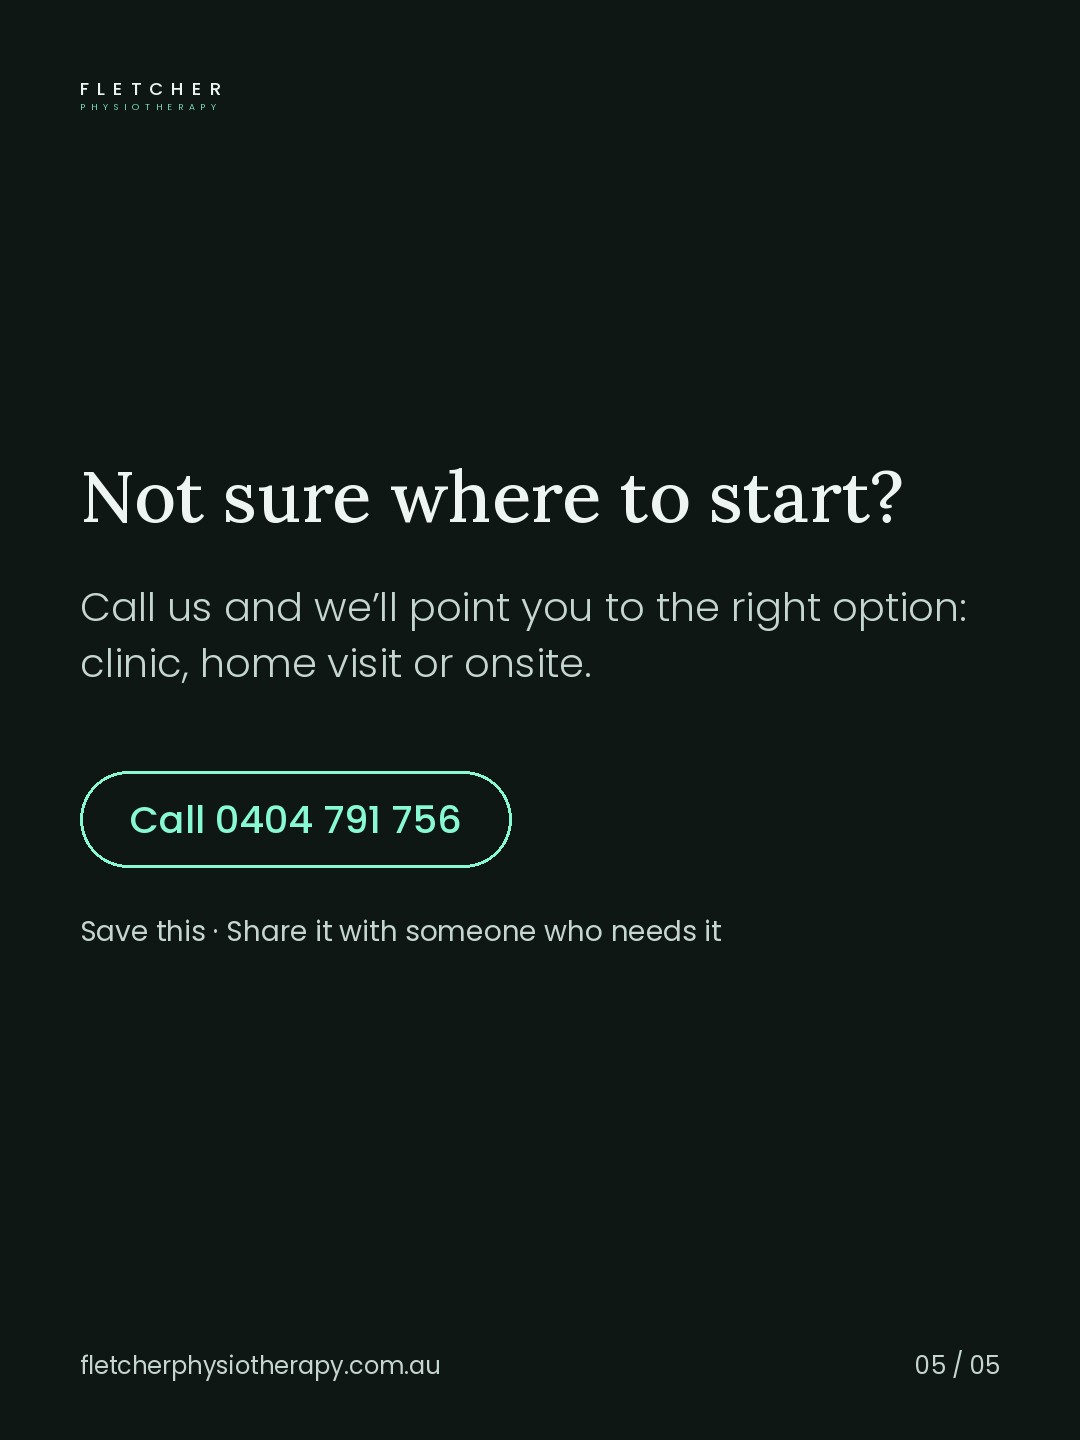 FLETCHER
PHYSIOTHERAPY
Not sure where to start?
Call us and we’ll point you to the right option:
clinic, home visit or onsite.
Call 0404 791 756
Save this · Share it with someone who needs it
fletcherphysiotherapy.com.au
05 / 05